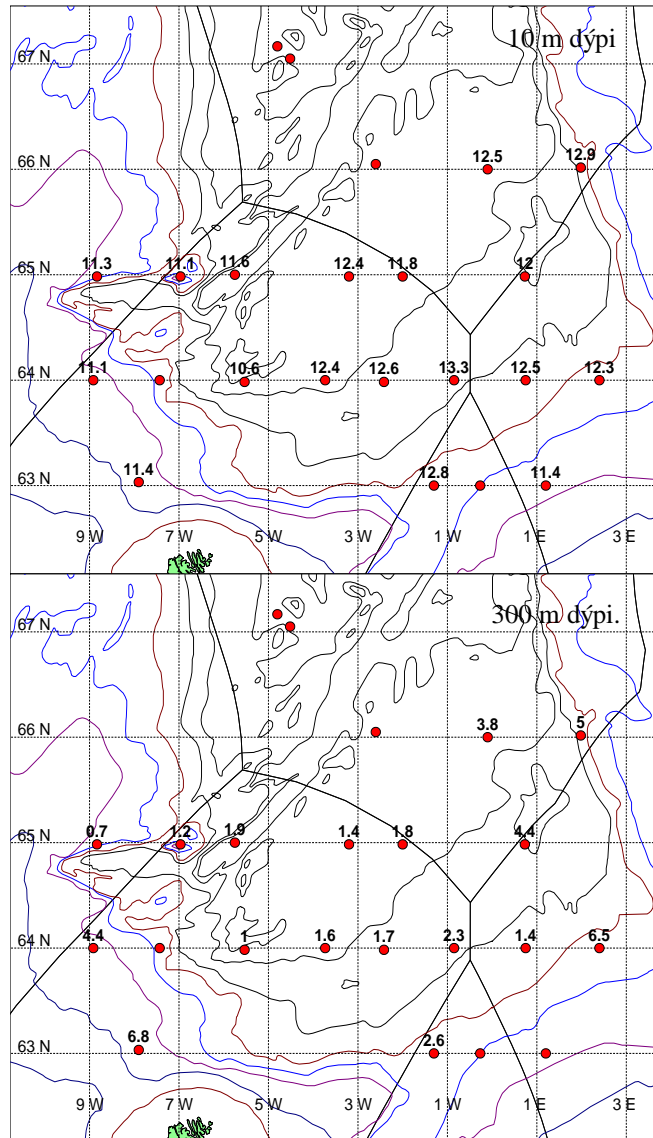 10 m dýpi
67 N
12.5 12.9
66 N
11.3 11.1 11.6 12.4 11.8 12
65 N
11.1 10.6 12.4 12.6 13.3 12.5 12.3
64 N
11.4 12.8 11.4
63 N
9 W 7 W 5 W 3 W 1 W 1 E 3 E
300 m dýpi.
67 N
3.8 5
66 N
0.7 1.2 1.9 1.4 1.8 4.4
65 N
4.4 1 1.6 1.7 2.3 1.4 6.5
64 N
6.8 2.6
63 N
9 W 7 W 5 W 3 W 1 W 1 E 3 E